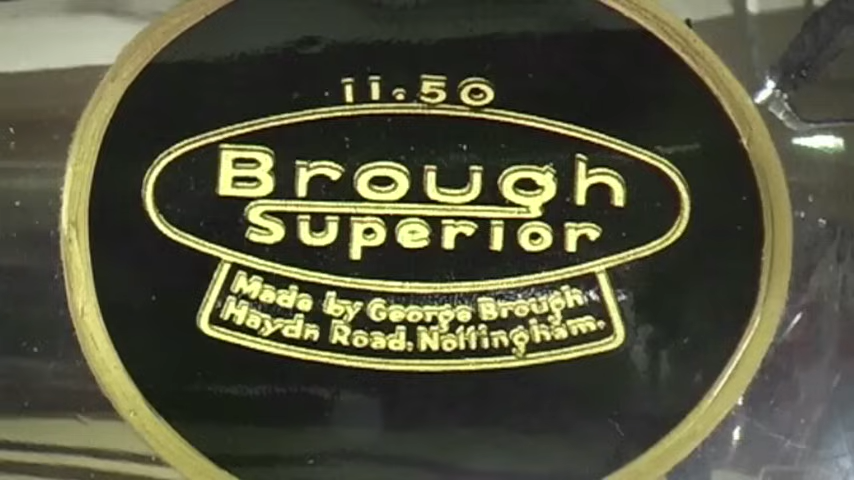 11.50
Brough
Superior
Made by George Brough
Haydn Road. Nottingham.